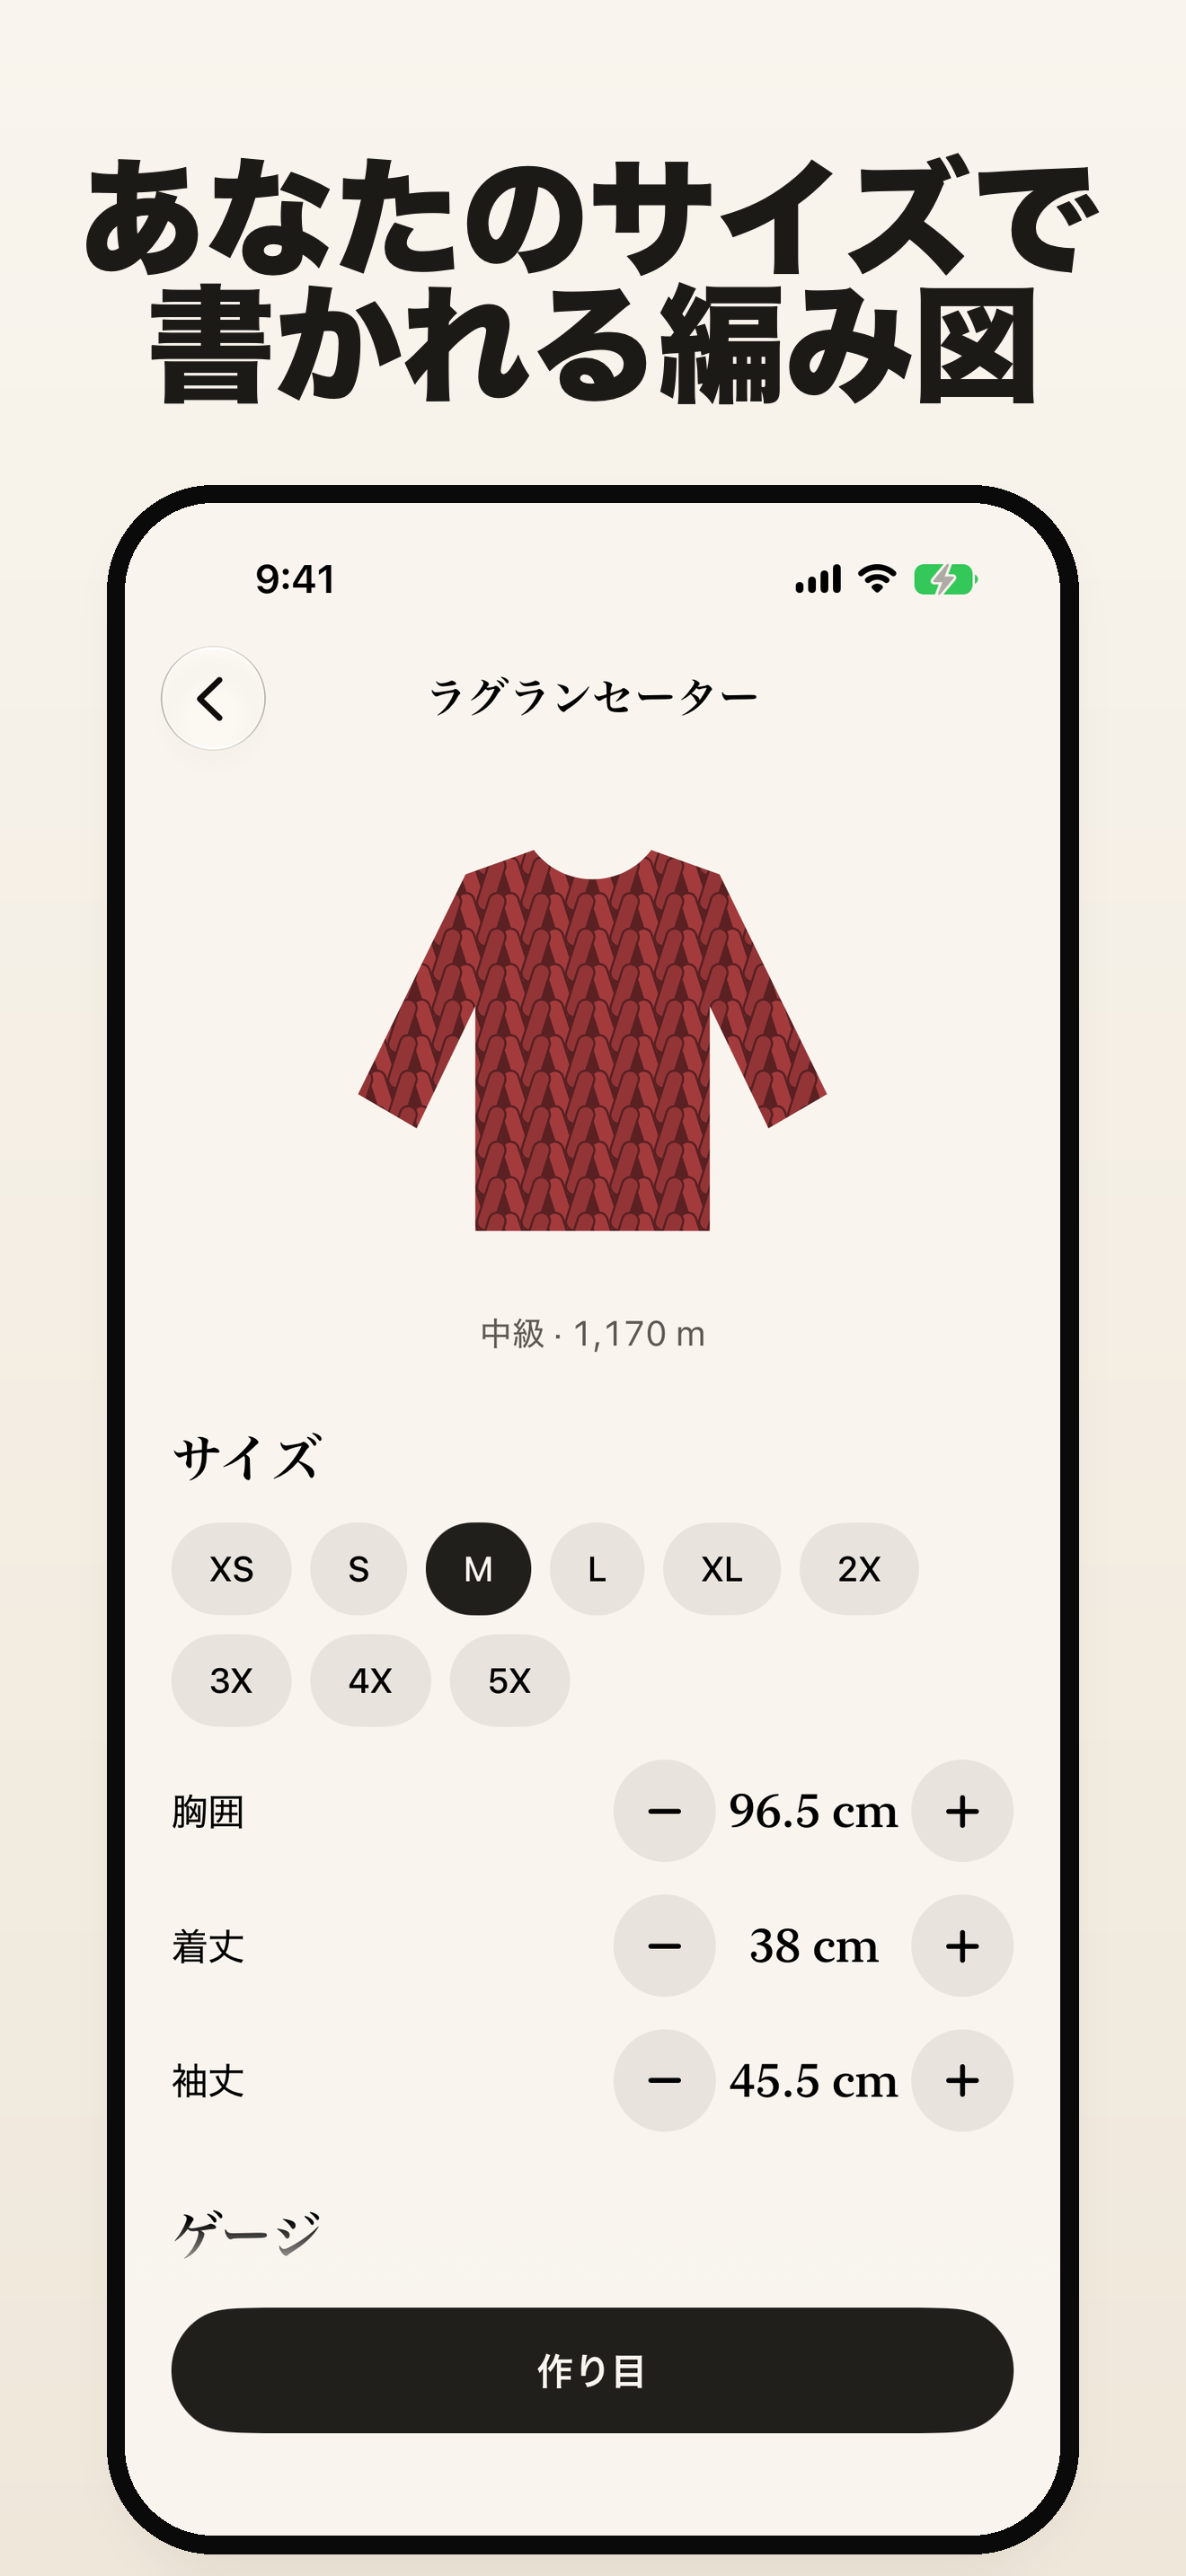 あなたのサイズで
書かれる編み図
9:41
ラグランセーター
中級 · 1,170 m
サイズ
XS S M L XL 2X
3X 4X 5X
胸囲 − 96.5 cm +
着丈 − 38 cm +
袖丈 − 45.5 cm +
ゲージ
作り目